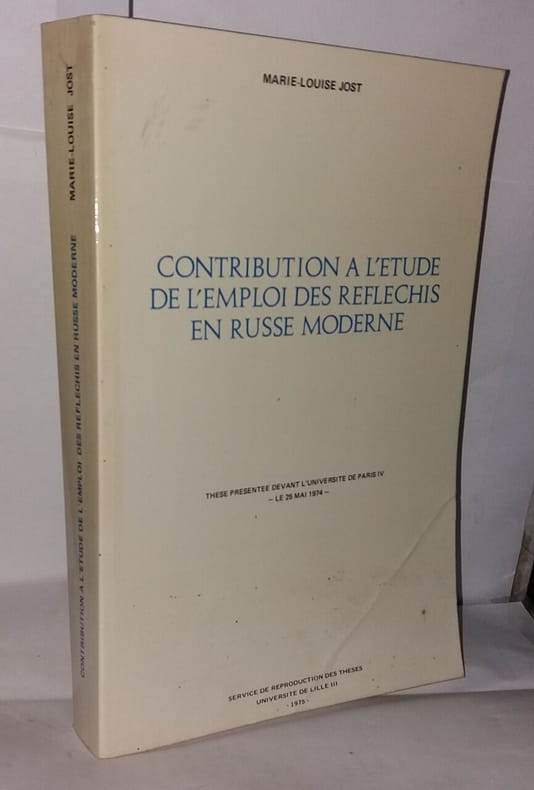 MARIE-LOUISE JOST
CONTRIBUTION A L'ETUDE
DE L'EMPLOI DES REFLECHIS
EN RUSSE MODERNE
THESE PRESENTEE DEVANT L'UNIVERSITE DE PARIS IV
– LE 25 MAI 1974 –
SERVICE DE REPRODUCTION DES THESES
UNIVERSITE DE LILLE III
- 1975 -
CONTRIBUTION A L'ETUDE DE L'EMPLOI DES REFLECHIS EN RUSSE MODERNE MARIE-LOUISE JOST